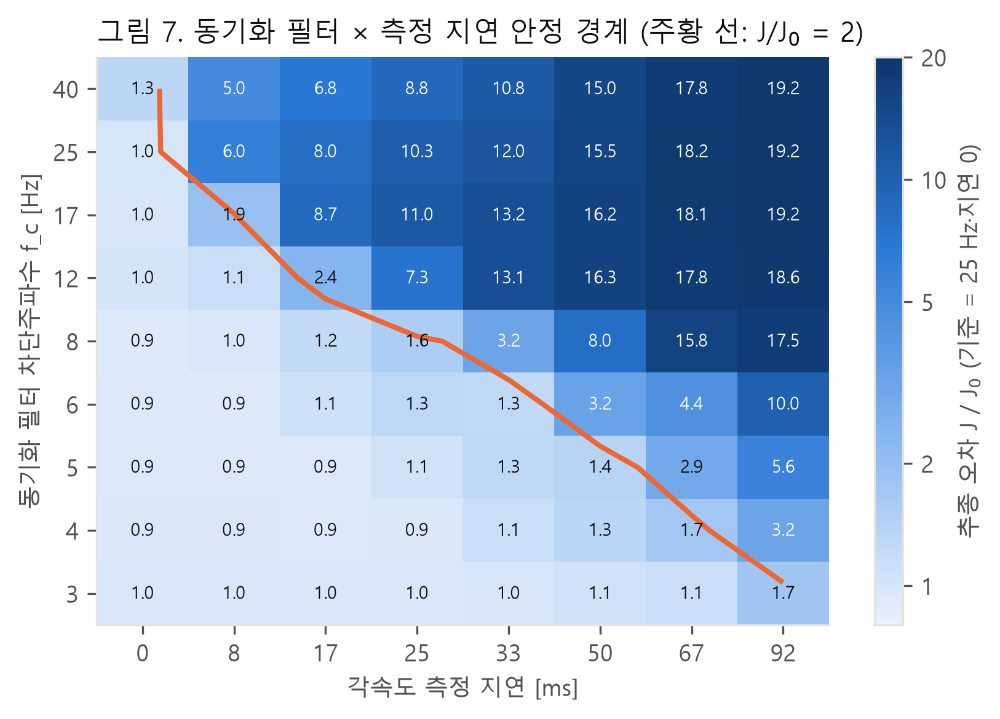 그림 7. 동기화 필터 × 측정 지연 안정 경계 (주황 선: J/J₀ = 2)
동기화 필터 차단주파수 f_c [Hz]
40 1.3 5.0 6.8 8.8 10.8 15.0 17.8 19.2
25 1.0 6.0 8.0 10.3 12.0 15.5 18.2 19.2
17 1.0 1.9 8.7 11.0 13.2 16.2 18.1 19.2
12 1.0 1.1 2.4 7.3 13.1 16.3 17.8 18.6
8 0.9 1.0 1.2 1.6 3.2 8.0 15.8 17.5
6 0.9 0.9 1.1 1.3 1.3 3.2 4.4 10.0
5 0.9 0.9 0.9 1.1 1.3 1.4 2.9 5.6
4 0.9 0.9 0.9 0.9 1.1 1.3 1.7 3.2
3 1.0 1.0 1.0 1.0 1.0 1.1 1.1 1.7
0 8 17 25 33 50 67 92
각속도 측정 지연 [ms]
20
10
5
2
1
추종 오차 J / J₀ (기준 = 25 Hz·지연 0)